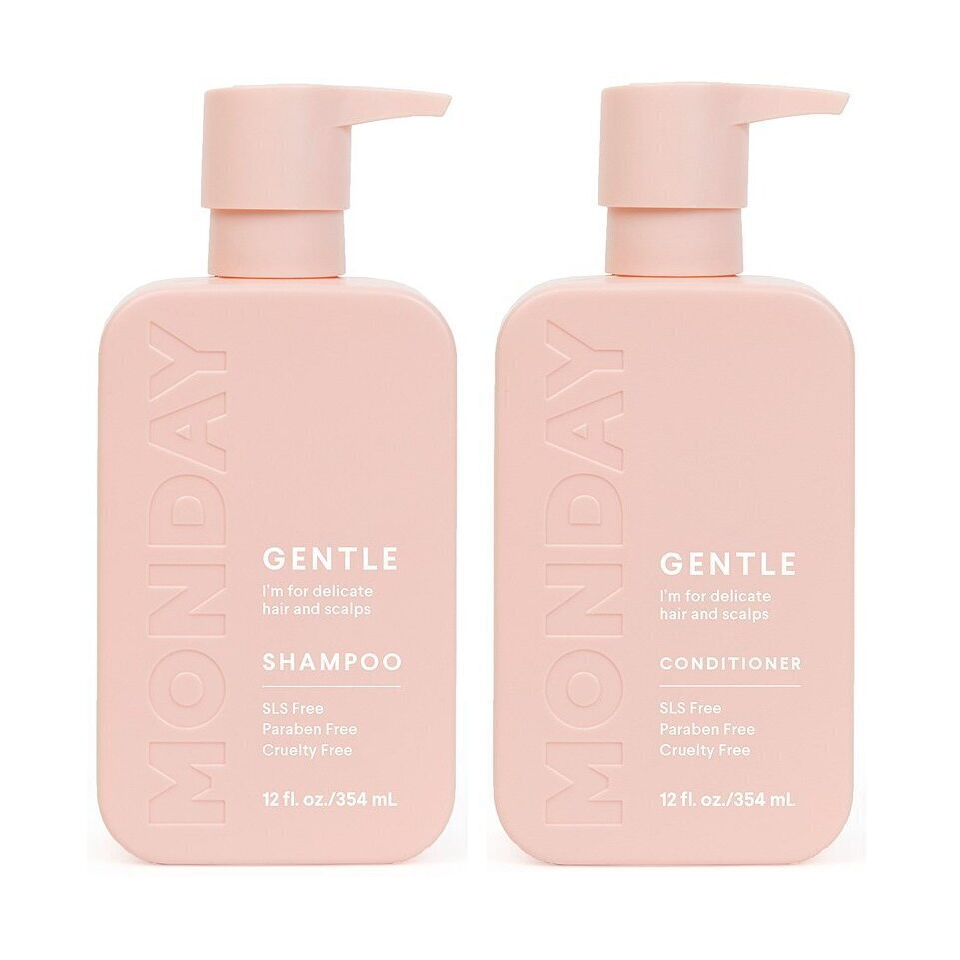 MONDAY
GENTLE
I'm for delicate
hair and scalps
SHAMPOO
SLS Free
Paraben Free
Cruelty Free
12 fl. oz./354 mL
MONDAY
GENTLE
I'm for delicate
hair and scalps
CONDITIONER
SLS Free
Paraben Free
Cruelty Free
12 fl. oz./354 mL